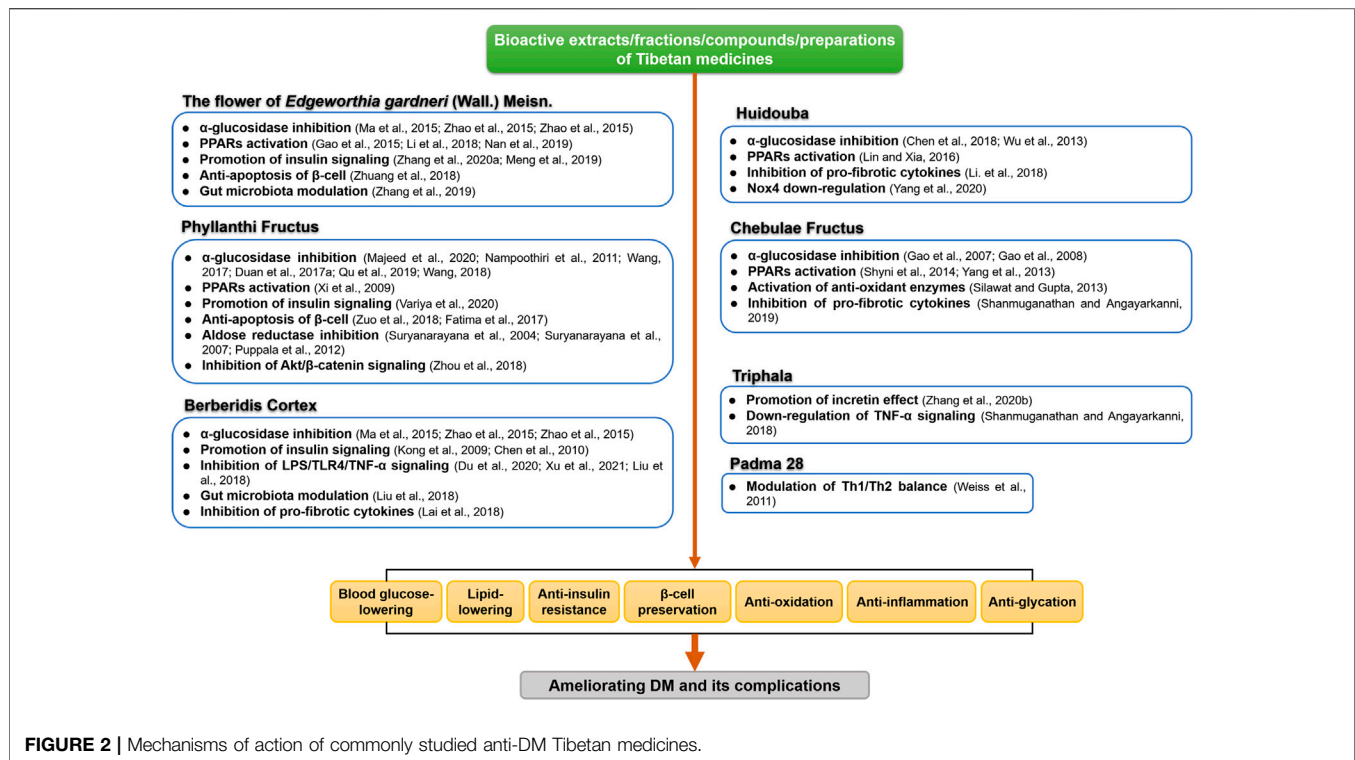 Bioactive extracts/fractions/compounds/preparations
of Tibetan medicines
The flower of Edgeworthia gardneri (Wall.) Meisn.
● α-glucosidase inhibition (Ma et al., 2015; Zhao et al., 2015; Zhao et al., 2015)
● PPARs activation (Gao et al., 2015; Li et al., 2018; Nan et al., 2019)
● Promotion of insulin signaling (Zhang et al., 2020a; Meng et al., 2019)
● Anti-apoptosis of β-cell (Zhuang et al., 2018)
● Gut microbiota modulation (Zhang et al., 2019)
Phyllanthi Fructus
● α-glucosidase inhibition (Majeed et al., 2020; Nampoothiri et al., 2011; Wang,
2017; Duan et al., 2017a; Qu et al., 2019; Wang, 2018)
● PPARs activation (Xi et al., 2009)
● Promotion of insulin signaling (Variya et al., 2020)
● Anti-apoptosis of β-cell (Zuo et al., 2018; Fatima et al., 2017)
● Aldose reductase inhibition (Suryanarayana et al., 2004; Suryanarayana et al.,
2007; Puppala et al., 2012)
● Inhibition of Akt/β-catenin signaling (Zhou et al., 2018)
Berberidis Cortex
● α-glucosidase inhibition (Ma et al., 2015; Zhao et al., 2015; Zhao et al., 2015)
● Promotion of insulin signaling (Kong et al., 2009; Chen et al., 2010)
● Inhibition of LPS/TLR4/TNF-α signaling (Du et al., 2020; Xu et al., 2021; Liu et
al., 2018)
● Gut microbiota modulation (Liu et al., 2018)
● Inhibition of pro-fibrotic cytokines (Lai et al., 2018)
Huidouba
● α-glucosidase inhibition (Chen et al., 2018; Wu et al., 2013)
● PPARs activation (Lin and Xia, 2016)
● Inhibition of pro-fibrotic cytokines (Li. et al., 2018)
● Nox4 down-regulation (Yang et al., 2020)
Chebulae Fructus
● α-glucosidase inhibition (Gao et al., 2007; Gao et al., 2008)
● PPARs activation (Shyni et al., 2014; Yang et al., 2013)
● Activation of anti-oxidant enzymes (Silawat and Gupta, 2013)
● Inhibition of pro-fibrotic cytokines (Shanmuganathan and Angayarkanni,
2019)
Triphala
● Promotion of incretin effect (Zhang et al., 2020b)
● Down-regulation of TNF-α signaling (Shanmuganathan and Angayarkanni,
2018)
Padma 28
● Modulation of Th1/Th2 balance (Weiss et al.,
2011)
Blood glucose-
lowering
Lipid-
lowering
Anti-insulin
resistance
β-cell
preservation
Anti-oxidation
Anti-inflammation
Anti-glycation
Ameliorating DM and its complications
FIGURE 2 | Mechanisms of action of commonly studied anti-DM Tibetan medicines.